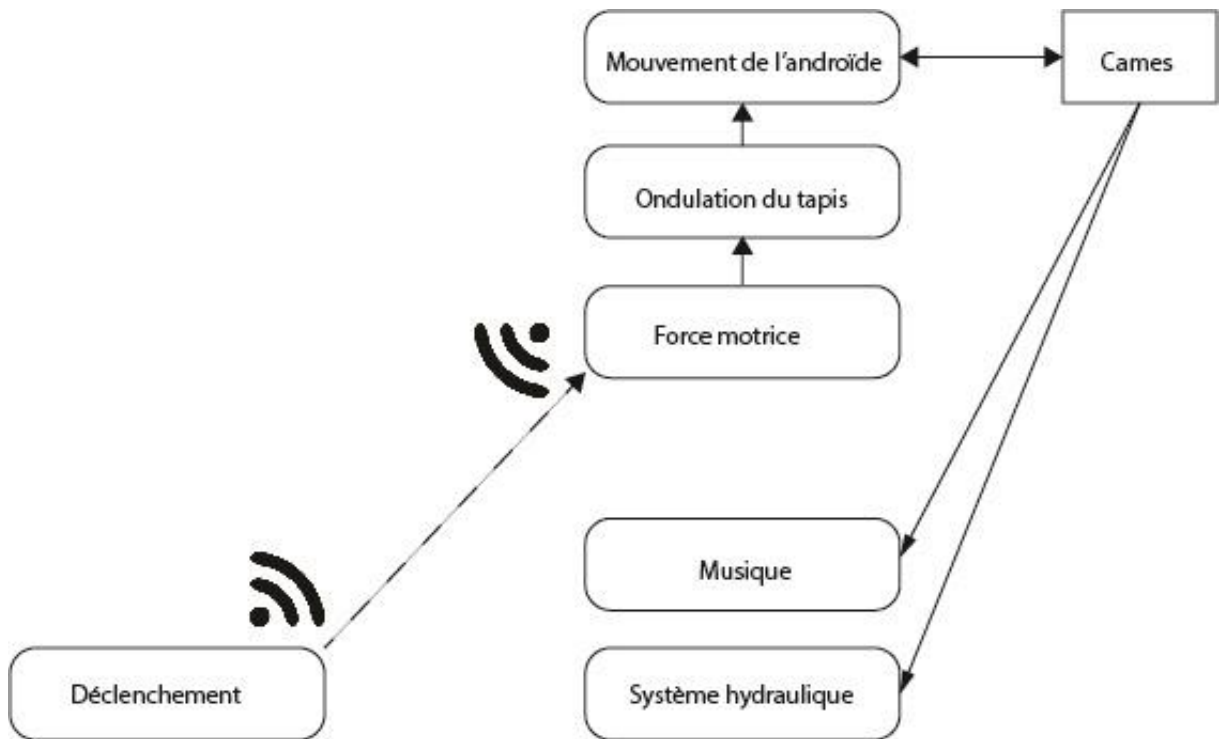 Mouvement de l'androïde
Cames
Ondulation du tapis
Force motrice
Musique
Déclenchement
Système hydraulique